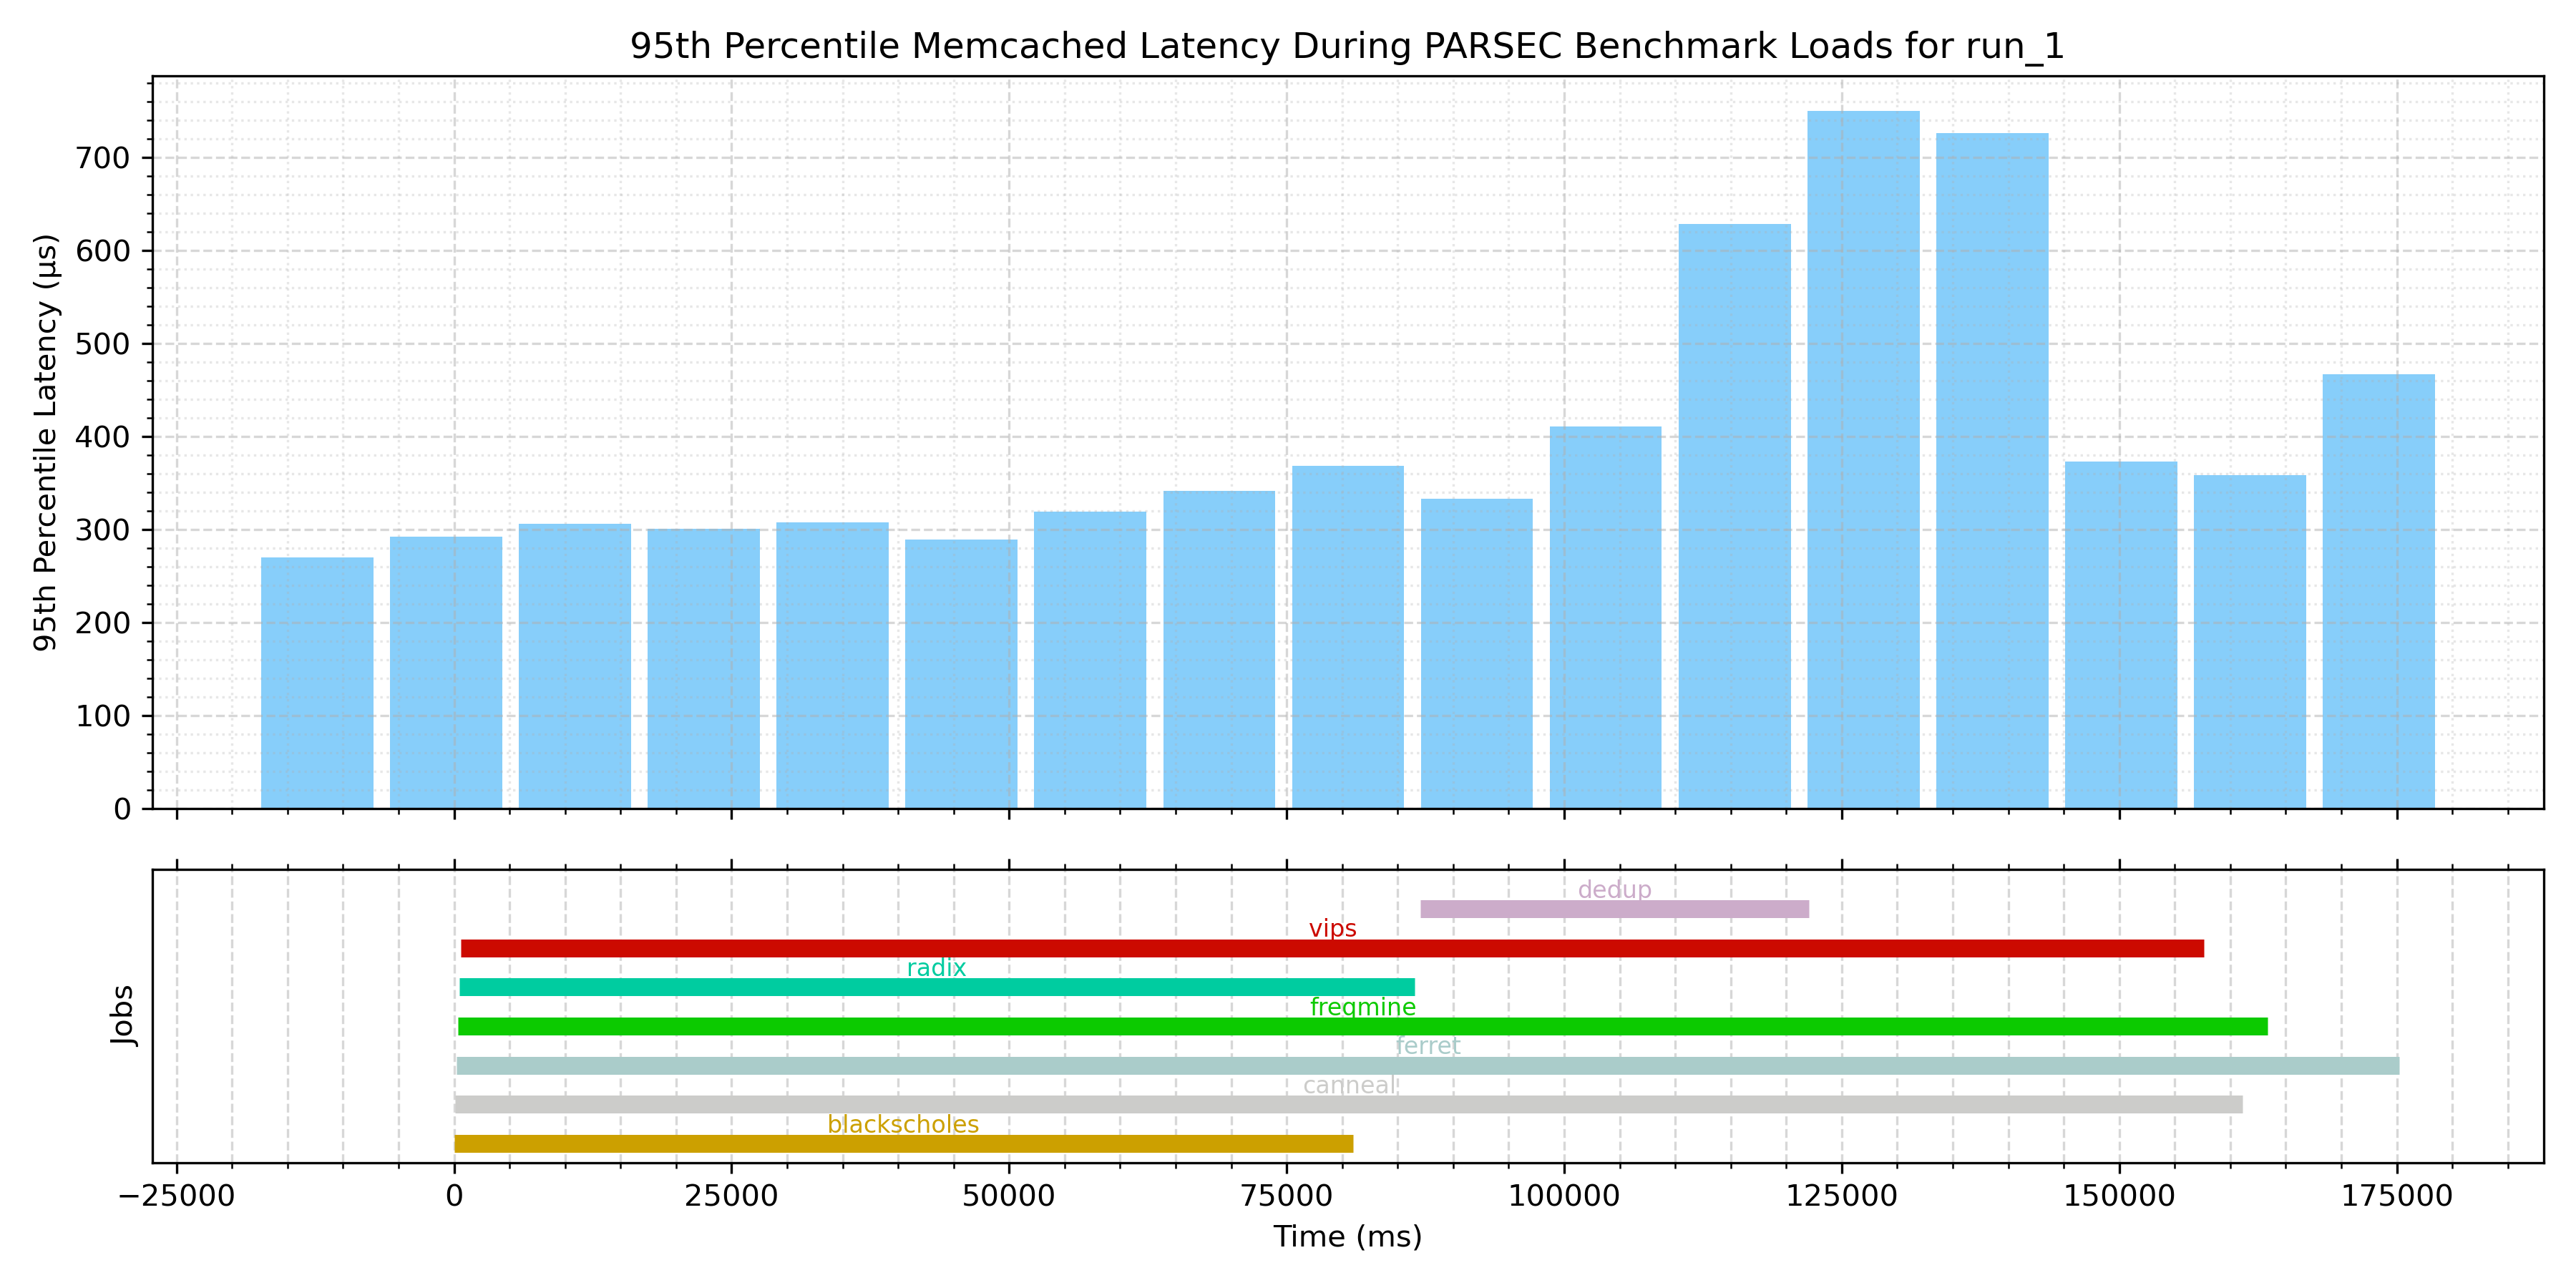 95th Percentile Memcached Latency During PARSEC Benchmark Loads for run_1
95th Percentile Latency (µs)
700
600
500
400
300
200
100
0
Jobs
dedup
vips
radix
freqmine
ferret
canneal
blackscholes
−25000 0 25000 50000 75000 100000 125000 150000 175000
Time (ms)